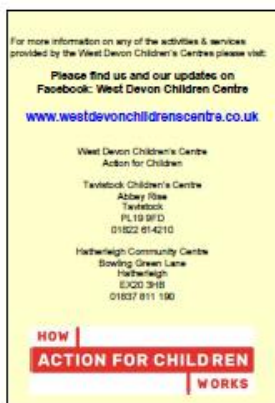 For more information on any of the activities & services
provided by the West Devon Children's Centres please visit:
Please find us and our updates on
Facebook: West Devon Children Centre
www.westdevonchildrenscentre.co.uk
West Devon Children's Centre
Action for Children
Tavistock Children's Centre
Abbey Rise
Tavistock
PL19 9FD
01822 614210
Hatherleigh Community Centre
Bowling Green Lane
Hatherleigh
EX20 3HB
01837 811 190
HOW
ACTION FOR CHILDREN
WORKS